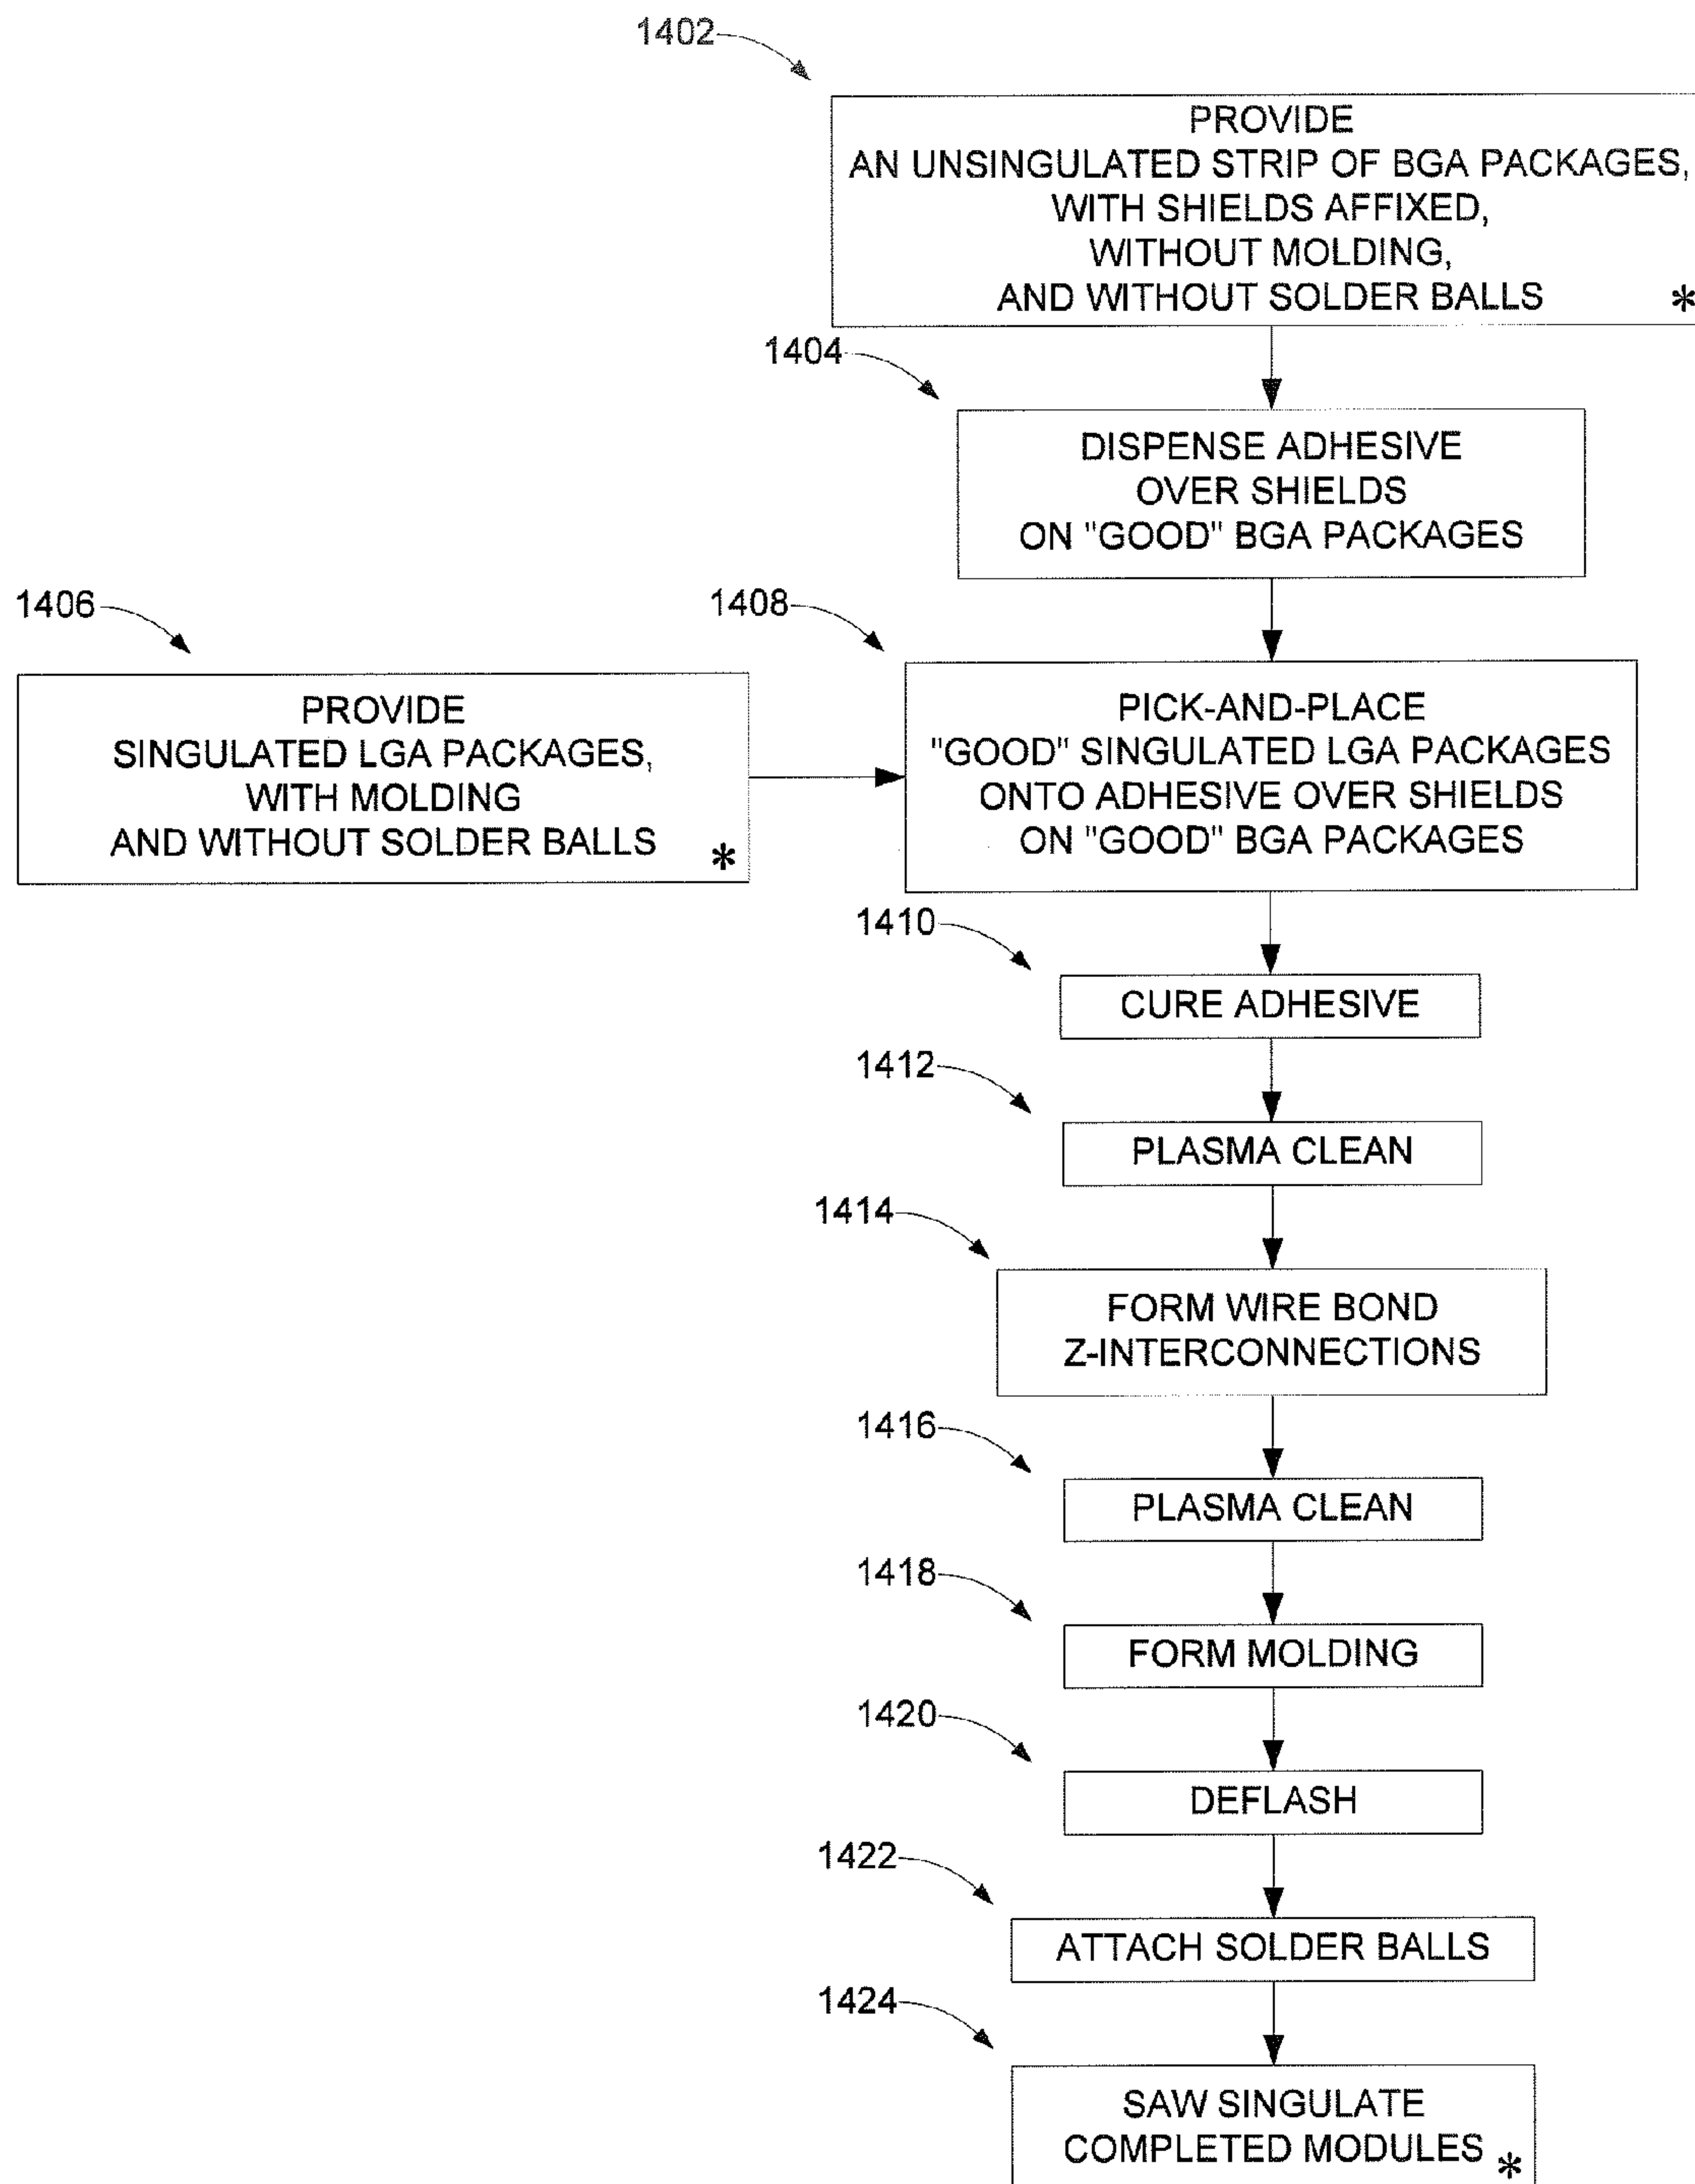 1402
PROVIDE
AN UNSINGULATED STRIP OF BGA PACKAGES,
WITH SHIELDS AFFIXED,
WITHOUT MOLDING,
AND WITHOUT SOLDER BALLS *
1404
DISPENSE ADHESIVE
OVER SHIELDS
ON "GOOD" BGA PACKAGES
1406
PROVIDE
SINGULATED LGA PACKAGES,
WITH MOLDING
AND WITHOUT SOLDER BALLS *
1408
PICK-AND-PLACE
"GOOD" SINGULATED LGA PACKAGES
ONTO ADHESIVE OVER SHIELDS
ON "GOOD" BGA PACKAGES
1410
CURE ADHESIVE
1412
PLASMA CLEAN
1414
FORM WIRE BOND
Z-INTERCONNECTIONS
1416
PLASMA CLEAN
1418
FORM MOLDING
1420
DEFLASH
1422
ATTACH SOLDER BALLS
1424
SAW SINGULATE
COMPLETED MODULES *